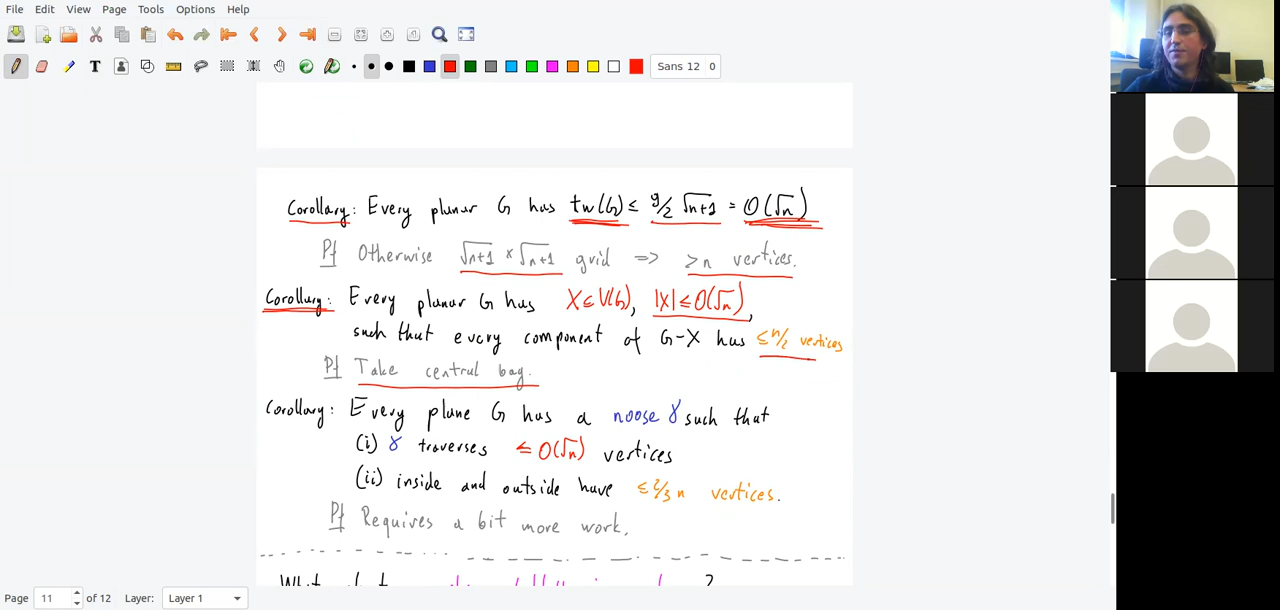 File Edit View Menu Page Tools Options Help
Sans 12 0
Corollary: Every planar G has tw(G) ≤ 9/2 √n+1 = O(√n)
Pf Otherwise √n+1 × √n+1 grid => >n vertices.
Corollary: Every planar G has X⊆V(G), |X| ≤ O(√n),
such that every component of G-X has ≤ n/2 vertices
Pf Take central bag.
Corollary: Every plane G has a noose γ such that
(i) γ traverses ≤ O(√n) vertices
(ii) inside and outside have ≤ 2/3 n vertices.
Pf Requires a bit more work.
Page 11 of 12 Layer: Layer 1